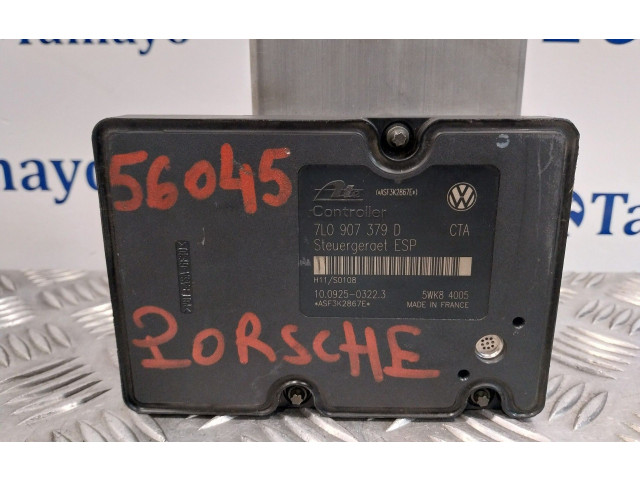 Tamayo
56045
Ate
(*ASF3K2867E*)
Controller
7L0 907 379 D
CTA
Steuergeraet ESP
H11/S0108
10.0925-0322.3
5WK8 4005
*ASF3K2867E*
MADE IN FRANCE
PORSCHE